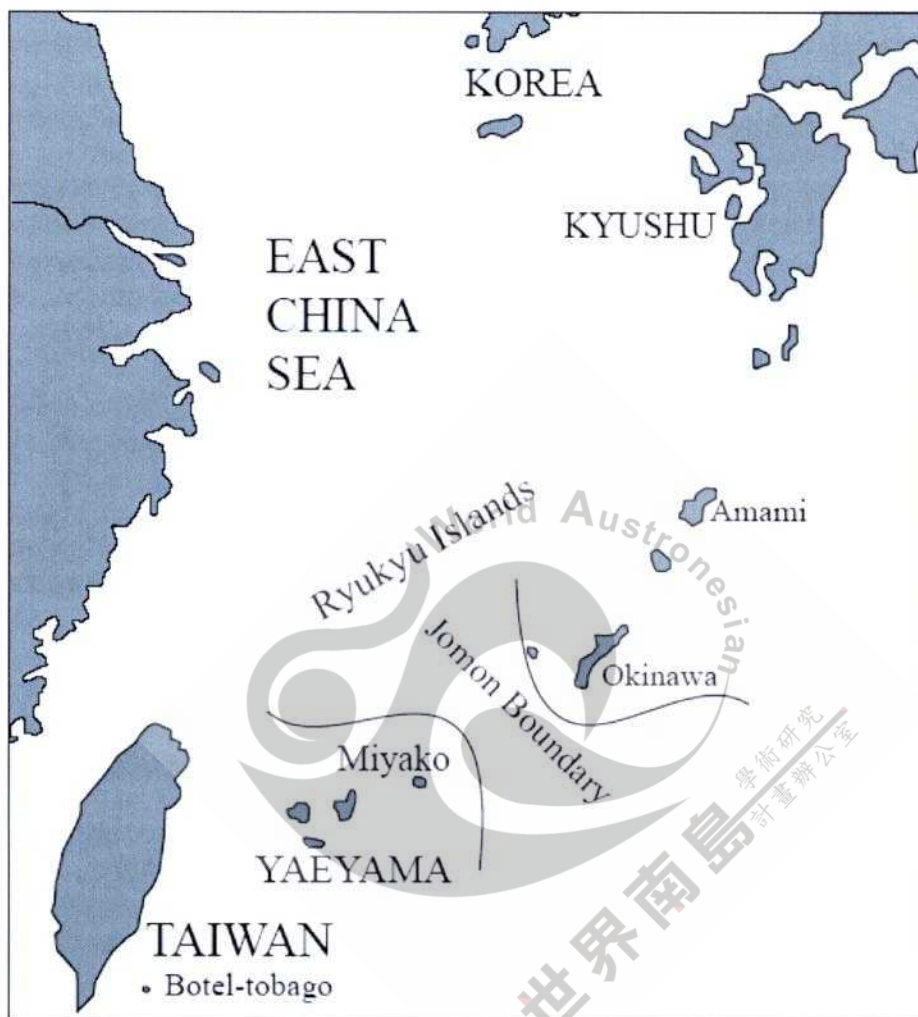 KOREA
KYUSHU
EAST
CHINA
SEA
Ryukyu Islands
Amami
World Austronesian
Jomon Boundary
Okinawa
Miyako
YAEYAMA
TAIWAN
Botel-tobago
世界南島
學術研究
計畫辦公室